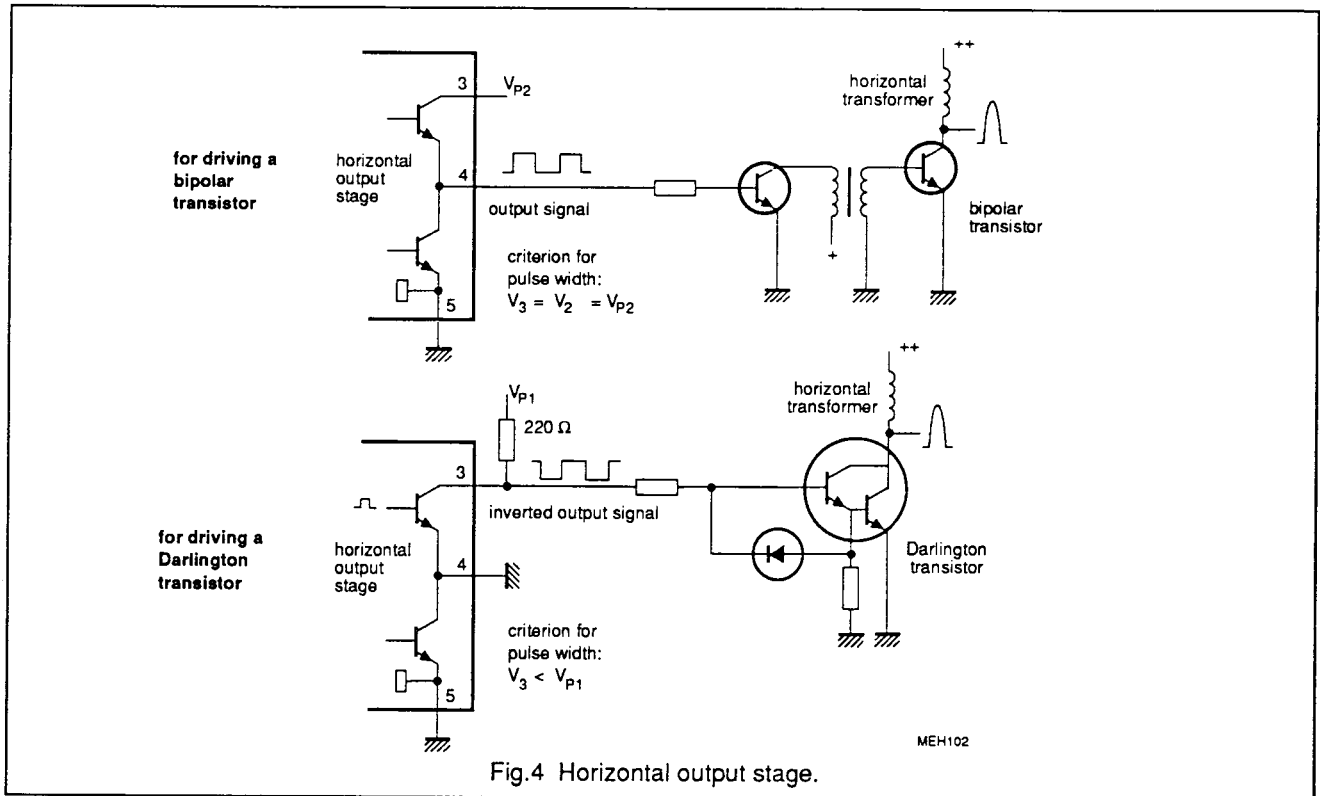 for driving a
bipolar
transistor
horizontal
output
stage
3
V_P2
4
5
output signal
criterion for
pulse width:
V_3 = V_2 = V_P2
+
++
horizontal
transformer
bipolar
transistor
for driving a
Darlington
transistor
horizontal
output
stage
V_P1
220 Ω
3
4
5
inverted output signal
criterion for
pulse width:
V_3 < V_P1
++
horizontal
transformer
Darlington
transistor
MEH102
Fig.4 Horizontal output stage.